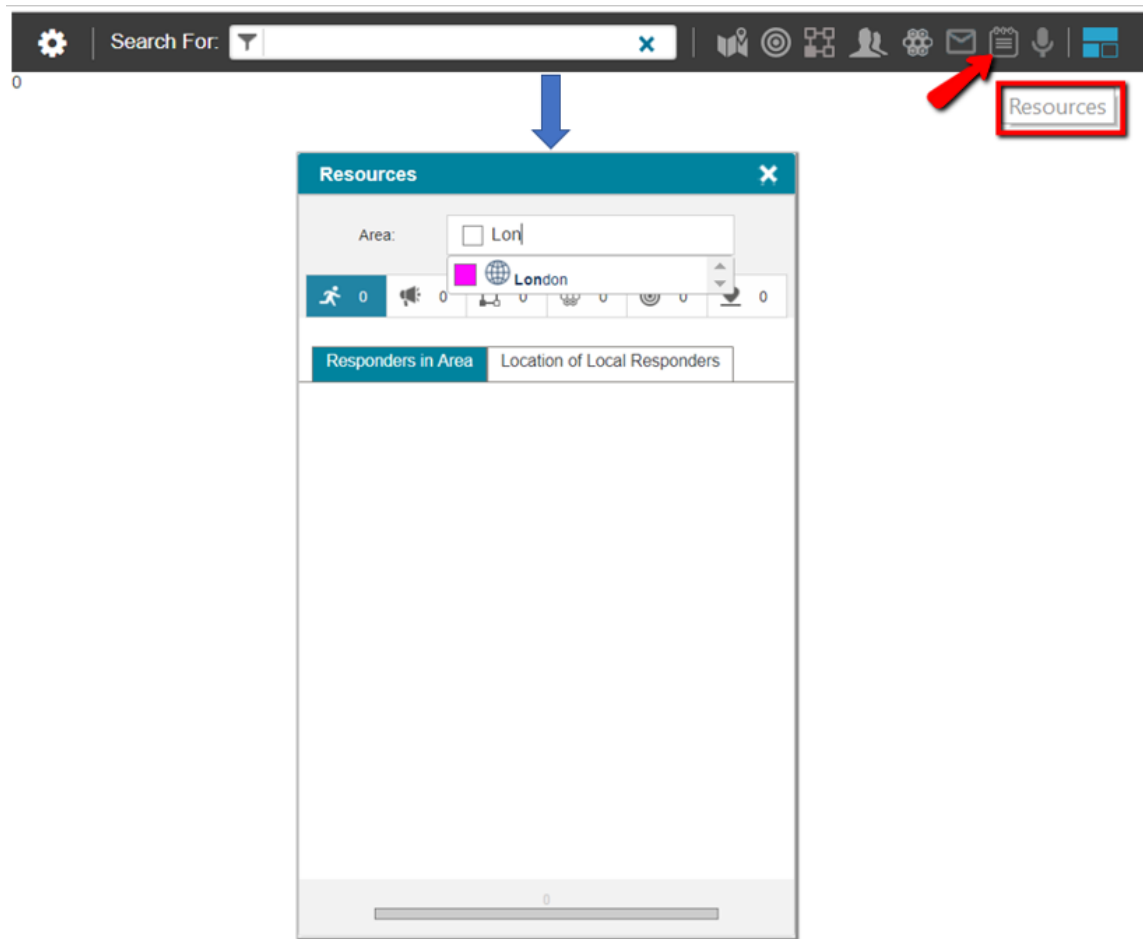 Search For:
0
Resources
Resources
Area:
Lon
London
0 0 0 0 0 0
Responders in Area
Location of Local Responders
0